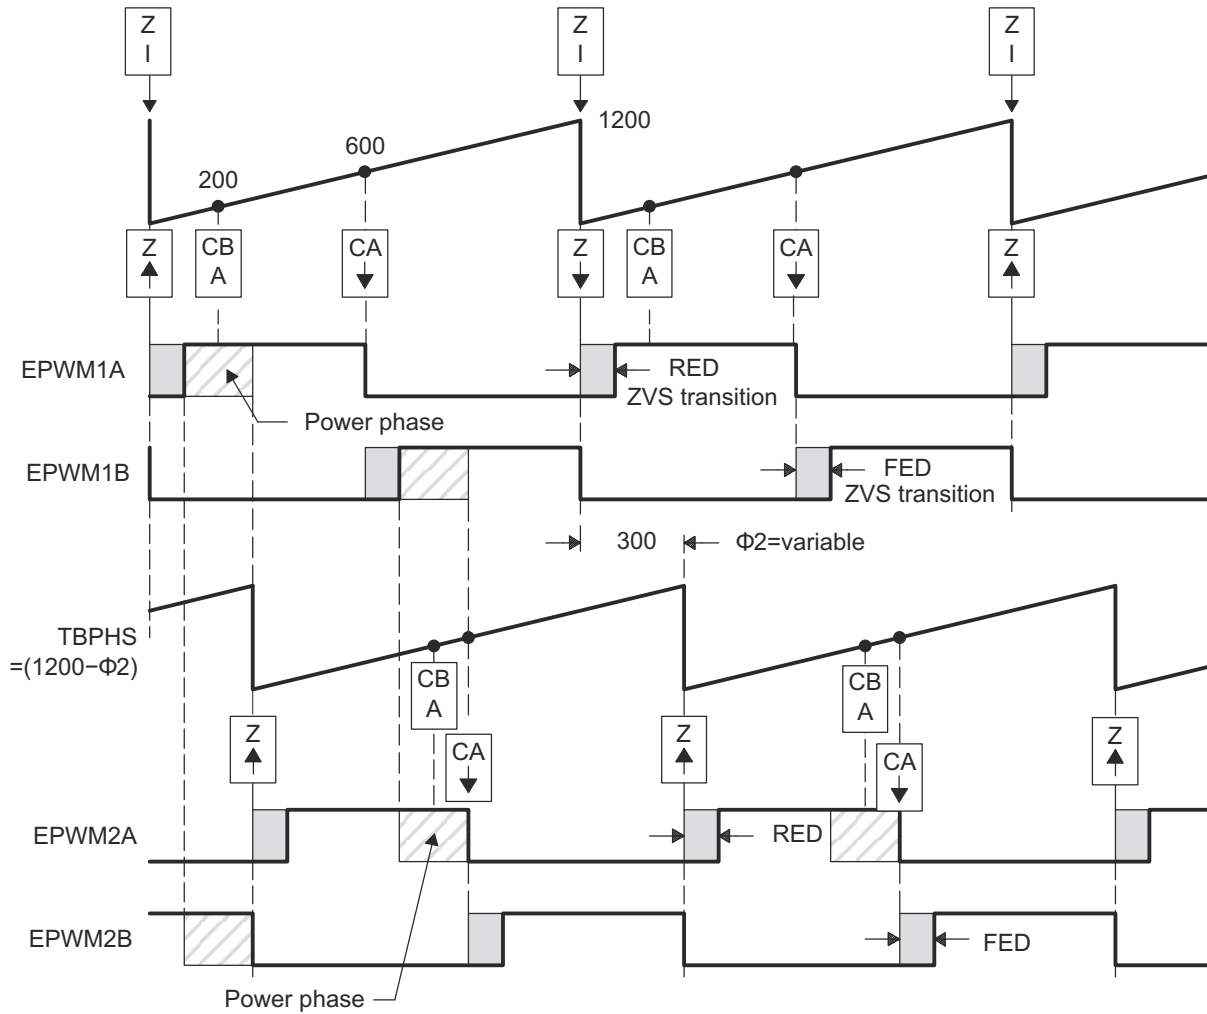 Z
I
Z
I
Z
I
1200
600
200
Z
CB
A
CA
Z
CB
A
CA
Z
EPWM1A
RED
ZVS transition
Power phase
EPWM1B
FED
ZVS transition
300
Φ2=variable
TBPHS
=(1200−Φ2)
CB
A
CB
A
Z
CA
Z
CA
Z
EPWM2A
RED
EPWM2B
FED
Power phase